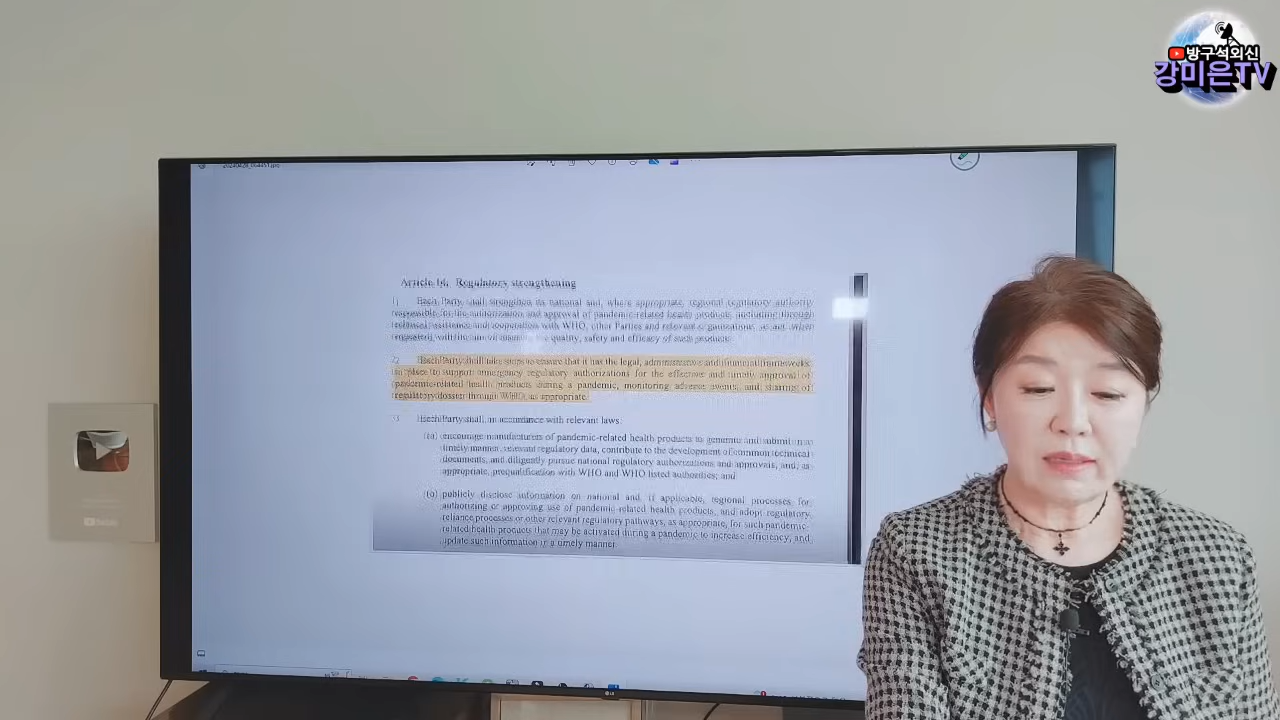 방구석외신
강미은TV
Article 14. Regulatory strengthening
1) Each Party shall strengthen its national and, where appropriate, regional regulatory authority
responsible for the authorization and approval of pandemic-related health products, including through
technical assistance and cooperation with WHO, other Parties and relevant organizations, as and when
requested, with the aim of ensuring the quality, safety and efficacy of such products.
2) Each Party shall take steps to ensure that it has the legal, administrative and financial frameworks
in place to support emergency regulatory authorizations for the effective and timely approval of
pandemic-related health products during a pandemic, monitoring adverse events, and sharing of
regulatory dossier through WHO, as appropriate.
3 Each Party shall, in accordance with relevant laws:
(a) encourage manufacturers of pandemic-related health products to generate and submit in a
timely manner, relevant regulatory data, contribute to the development of common technical
documents, and diligently pursue national regulatory authorizations and approvals, and, as
appropriate, prequalification with WHO and WHO listed authorities; and
(b) publicly disclose information on national and, if applicable, regional processes for
authorizing or approving use of pandemic-related health products, and adopt regulatory
reliance processes or other relevant regulatory pathways, as appropriate, for such pandemic-
related health products that may be activated during a pandemic to increase efficiency, and
update such information in a timely manner.
LG